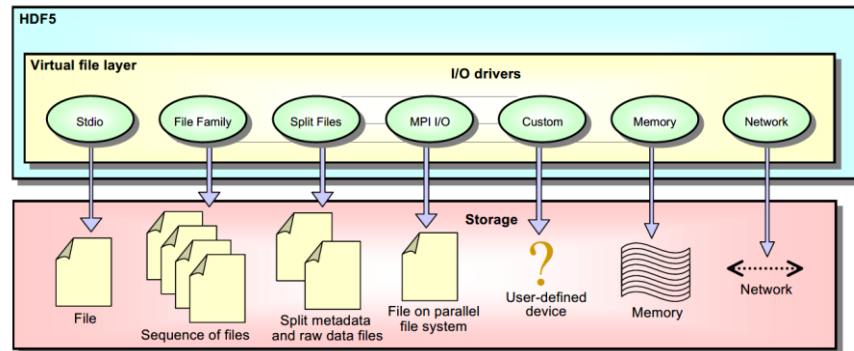 HDF5
Virtual file layer
I/O drivers
Stdio
File Family
Split Files
MPI I/O
Custom
Memory
Network
Storage
File
Sequence of files
Split metadata
and raw data files
File on parallel
file system
?
User-defined
device
Memory
Network